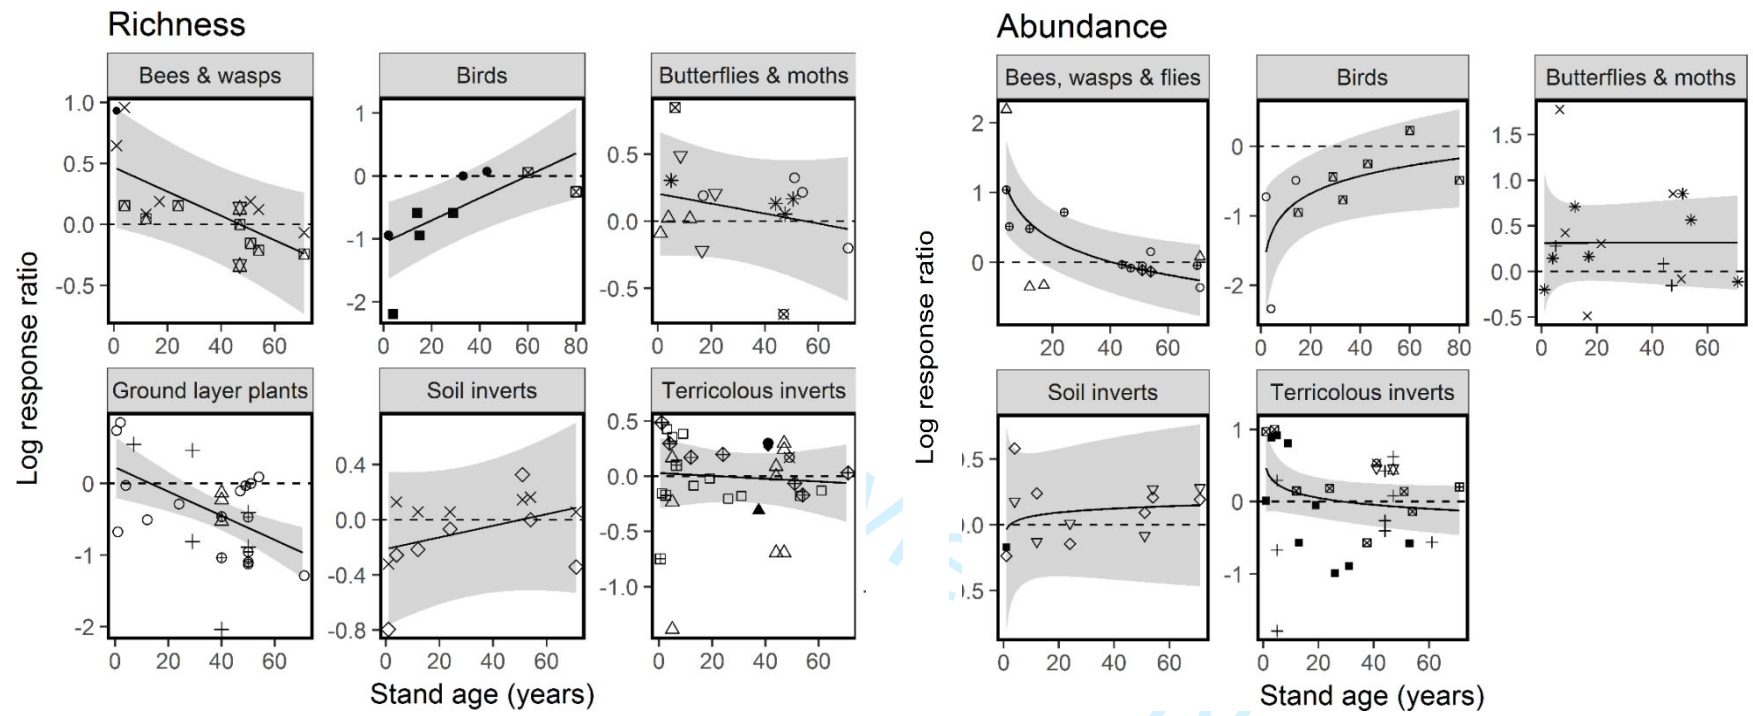 Richness
Abundance
Bees & wasps
Birds
Butterflies & moths
Bees, wasps & flies
Birds
Butterflies & moths
1.0
0.5
0.0
-0.5
1
0
-1
-2
0.5
0.0
-0.5
2
1
0
0
-1
-2
1.5
1.0
0.5
0.0
-0.5
0 20 40 60
0 20 40 60 80
0 20 40 60
20 40 60
0 20 40 60 80
0 20 40 60
Ground layer plants
Soil inverts
Terricolous inverts
Soil inverts
Terricolous inverts
0
-1
-2
0.4
0.0
-0.4
-0.8
0.5
0.0
-0.5
-1.0
.5
.0
.5
1
0
-1
0 20 40 60
0 20 40 60
0 20 40 60
0 20 40 60
0 20 40 60
Log response ratio
Log response ratio
Stand age (years)
Stand age (years)